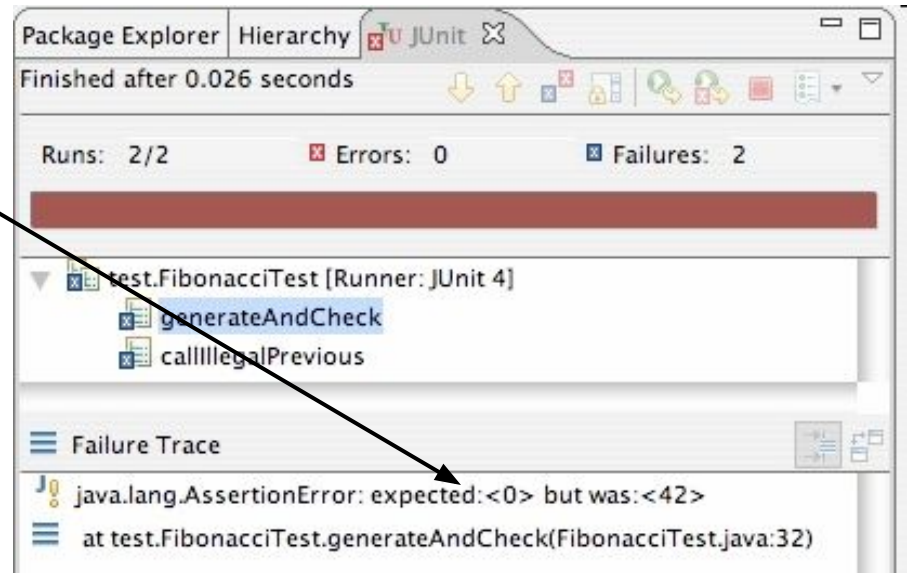 Package Explorer Hierarchy JUnit
Finished after 0.026 seconds
Runs: 2/2 Errors: 0 Failures: 2
test.FibonacciTest [Runner: JUnit 4]
generateAndCheck
callIllegalPrevious
Failure Trace
java.lang.AssertionError: expected:<0> but was:<42>
at test.FibonacciTest.generateAndCheck(FibonacciTest.java:32)